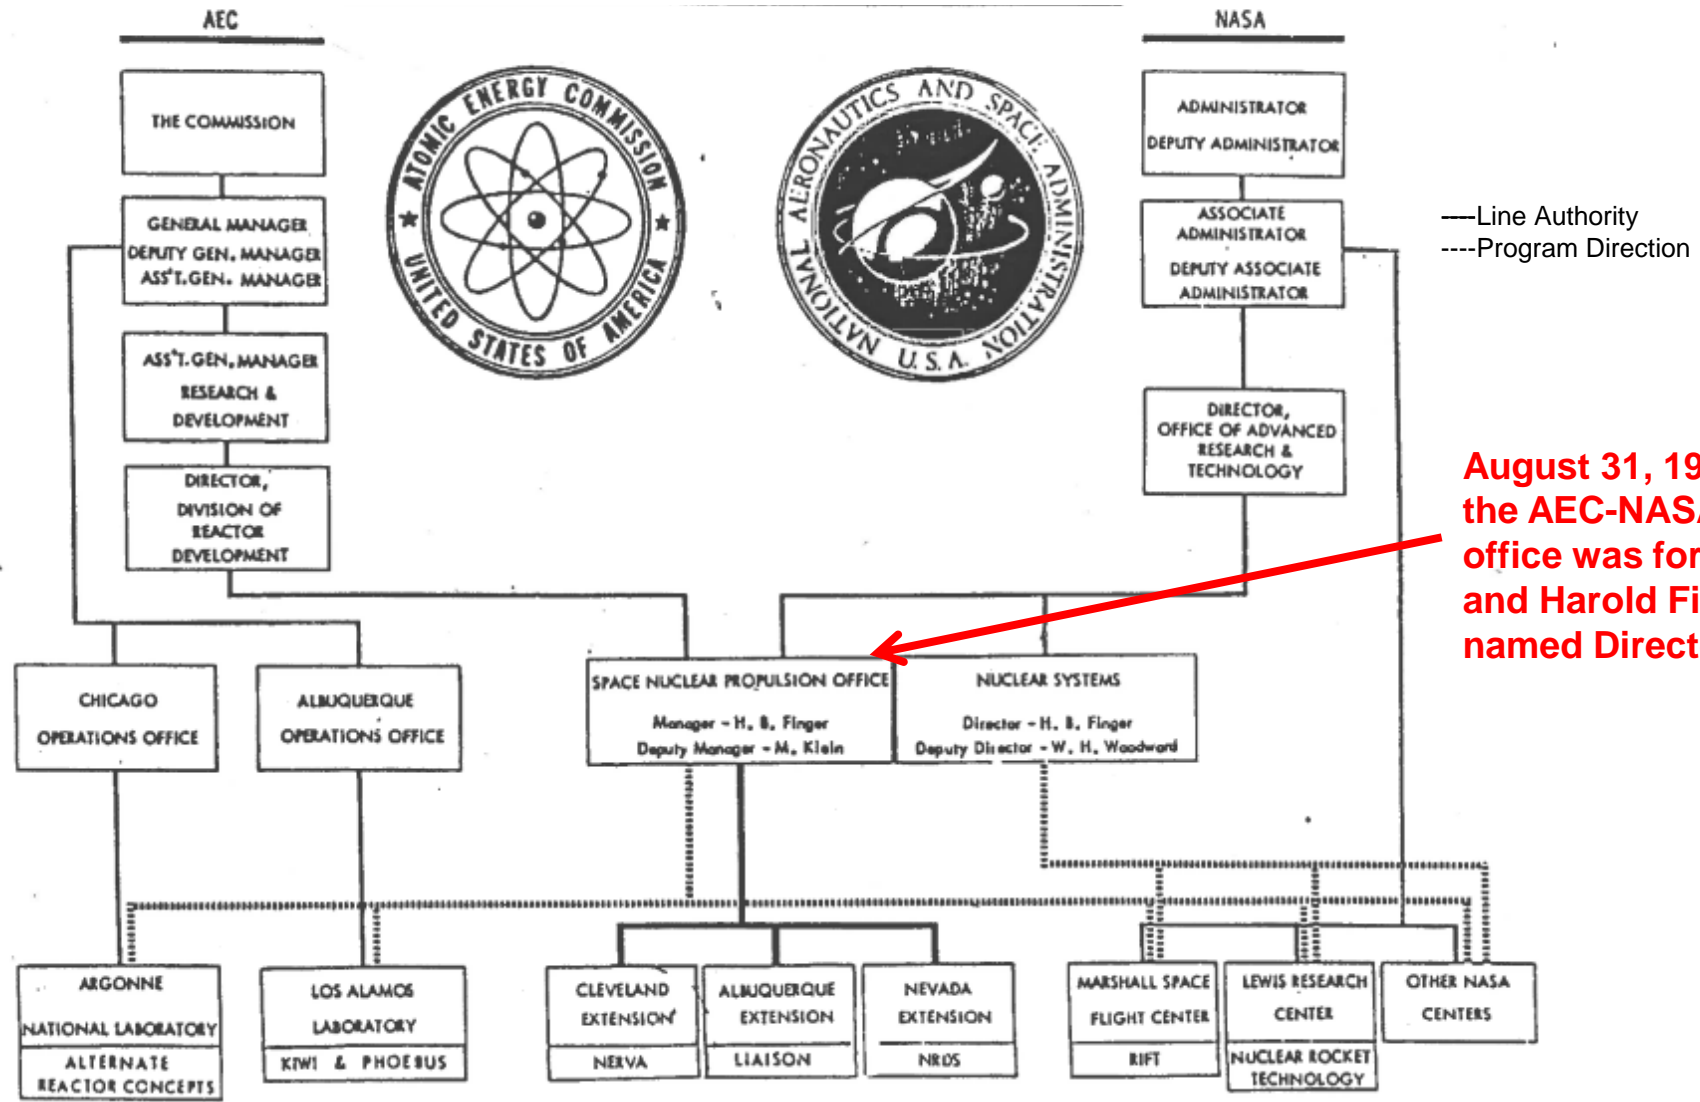 AEC
NASA
THE COMMISSION
GENERAL MANAGER
DEPUTY GEN. MANAGER
ASS'T. GEN. MANAGER
ASS'T. GEN. MANAGER
RESEARCH &
DEVELOPMENT
DIRECTOR,
DIVISION OF
REACTOR
DEVELOPMENT
★ ATOMIC ENERGY COMMISSION ★
UNITED STATES OF AMERICA
NATIONAL AERONAUTICS AND SPACE ADMINISTRATION
U.S.A.
ADMINISTRATOR
DEPUTY ADMINISTRATOR
ASSOCIATE
ADMINISTRATOR
DEPUTY ASSOCIATE
ADMINISTRATOR
DIRECTOR,
OFFICE OF ADVANCED
RESEARCH &
TECHNOLOGY
----Line Authority
----Program Direction
August 31, 19
the AEC-NASA
office was for
and Harold Fi
named Direct
CHICAGO
OPERATIONS OFFICE
ALBUQUERQUE
OPERATIONS OFFICE
SPACE NUCLEAR PROPULSION OFFICE
Manager - H. B. Finger
Deputy Manager - M. Klein
NUCLEAR SYSTEMS
Director - H. B. Finger
Deputy Director - W. H. Woodward
ARGONNE
NATIONAL LABORATORY
ALTERNATE
REACTOR CONCEPTS
LOS ALAMOS
LABORATORY
KIWI & PHOEBUS
CLEVELAND
EXTENSION
NERVA
ALBUQUERQUE
EXTENSION
LIAISON
NEVADA
EXTENSION
NRDS
MARSHALL SPACE
FLIGHT CENTER
RIFT
LEWIS RESEARCH
CENTER
NUCLEAR ROCKET
TECHNOLOGY
OTHER NASA
CENTERS